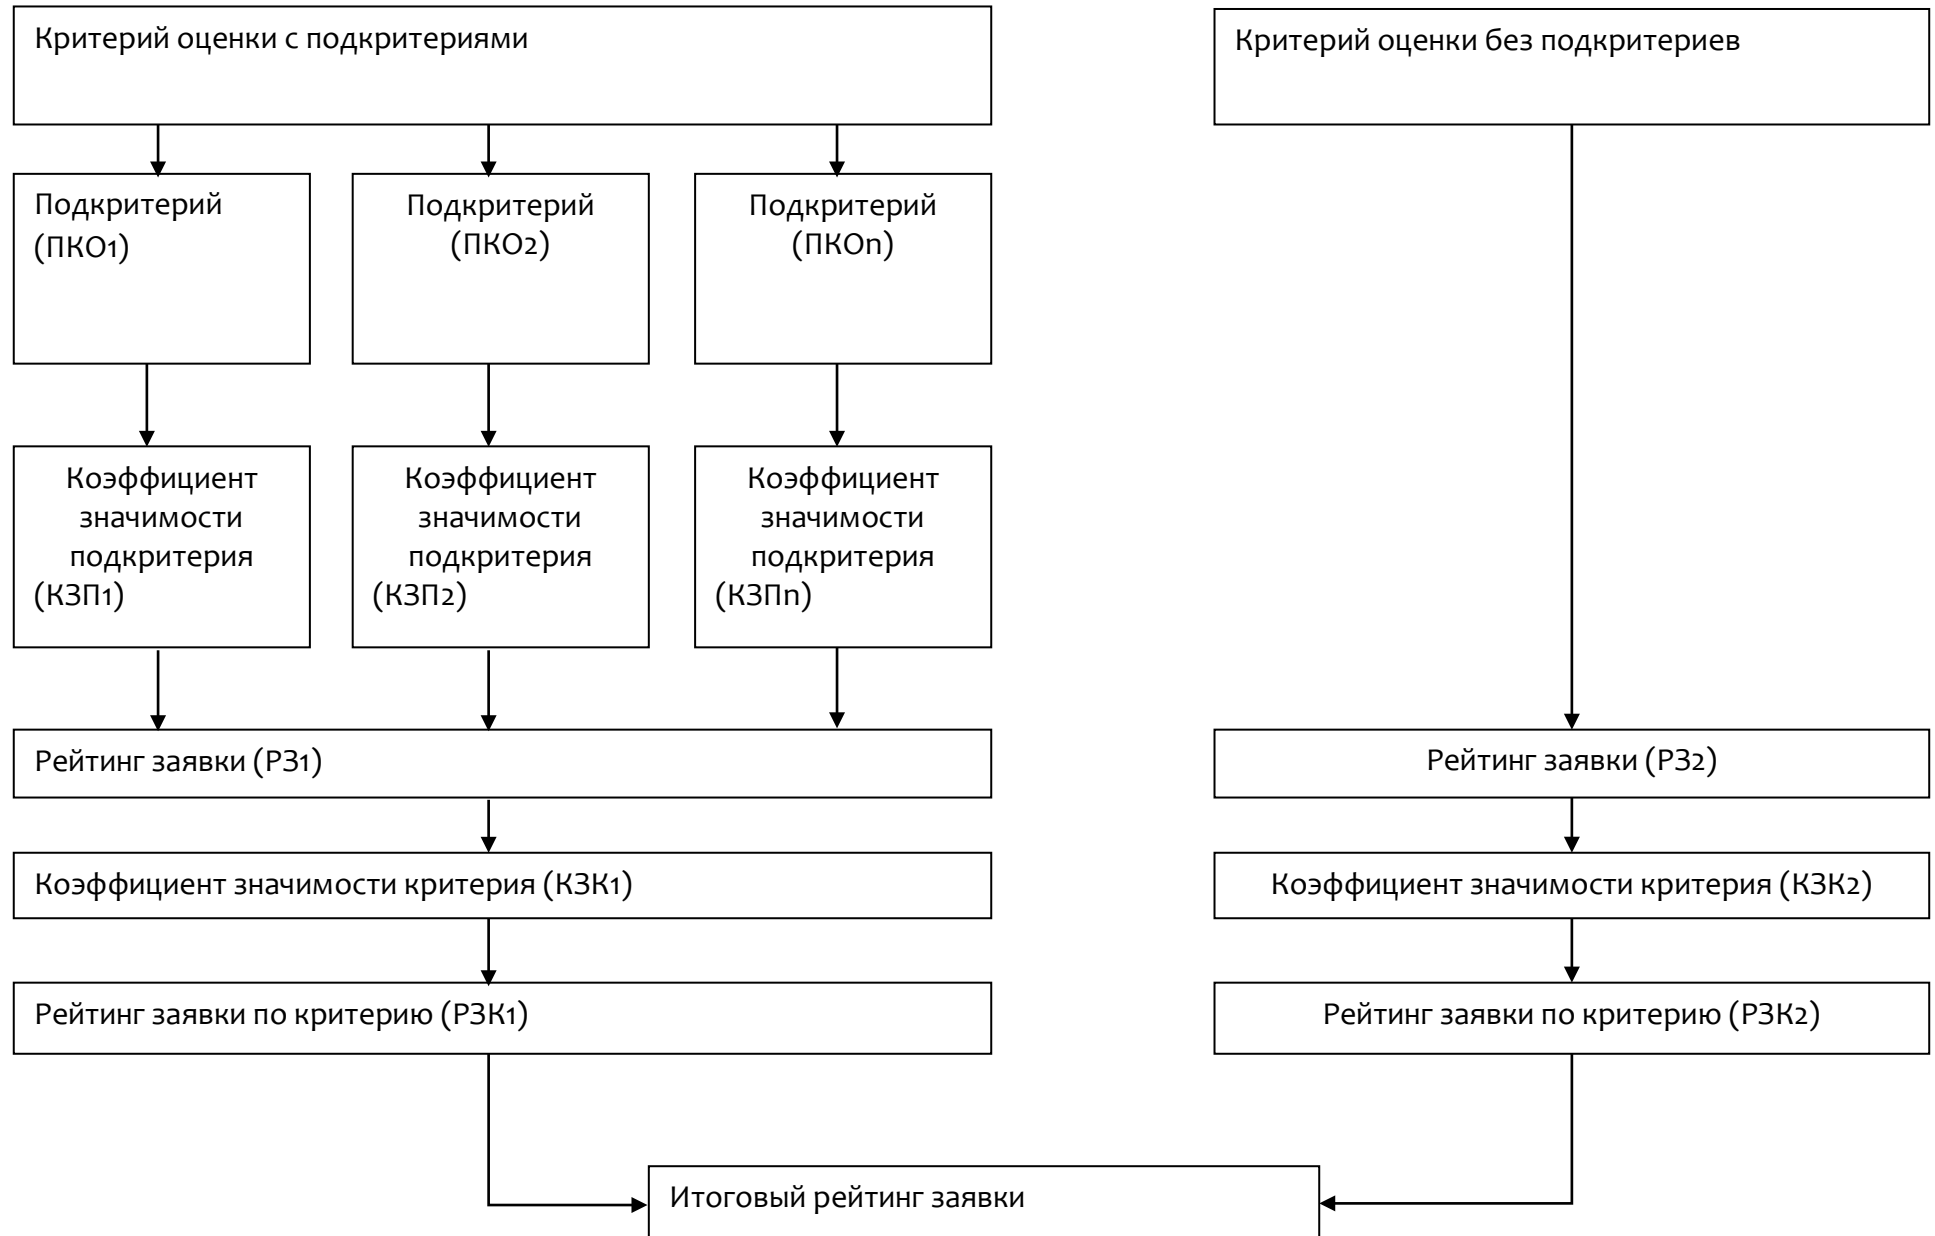 Критерий оценки с подкритериями
Критерий оценки без подкритериев
Подкритерий
(ПКО1)
Подкритерий
(ПКО2)
Подкритерий
(ПКОn)
Коэффициент
значимости
подкритерия
(КЗП1)
Коэффициент
значимости
подкритерия
(КЗП2)
Коэффициент
значимости
подкритерия
(КЗПn)
Рейтинг заявки (РЗ1)
Рейтинг заявки (РЗ2)
Коэффициент значимости критерия (КЗК1)
Коэффициент значимости критерия (КЗК2)
Рейтинг заявки по критерию (РЗК1)
Рейтинг заявки по критерию (РЗК2)
Итоговый рейтинг заявки